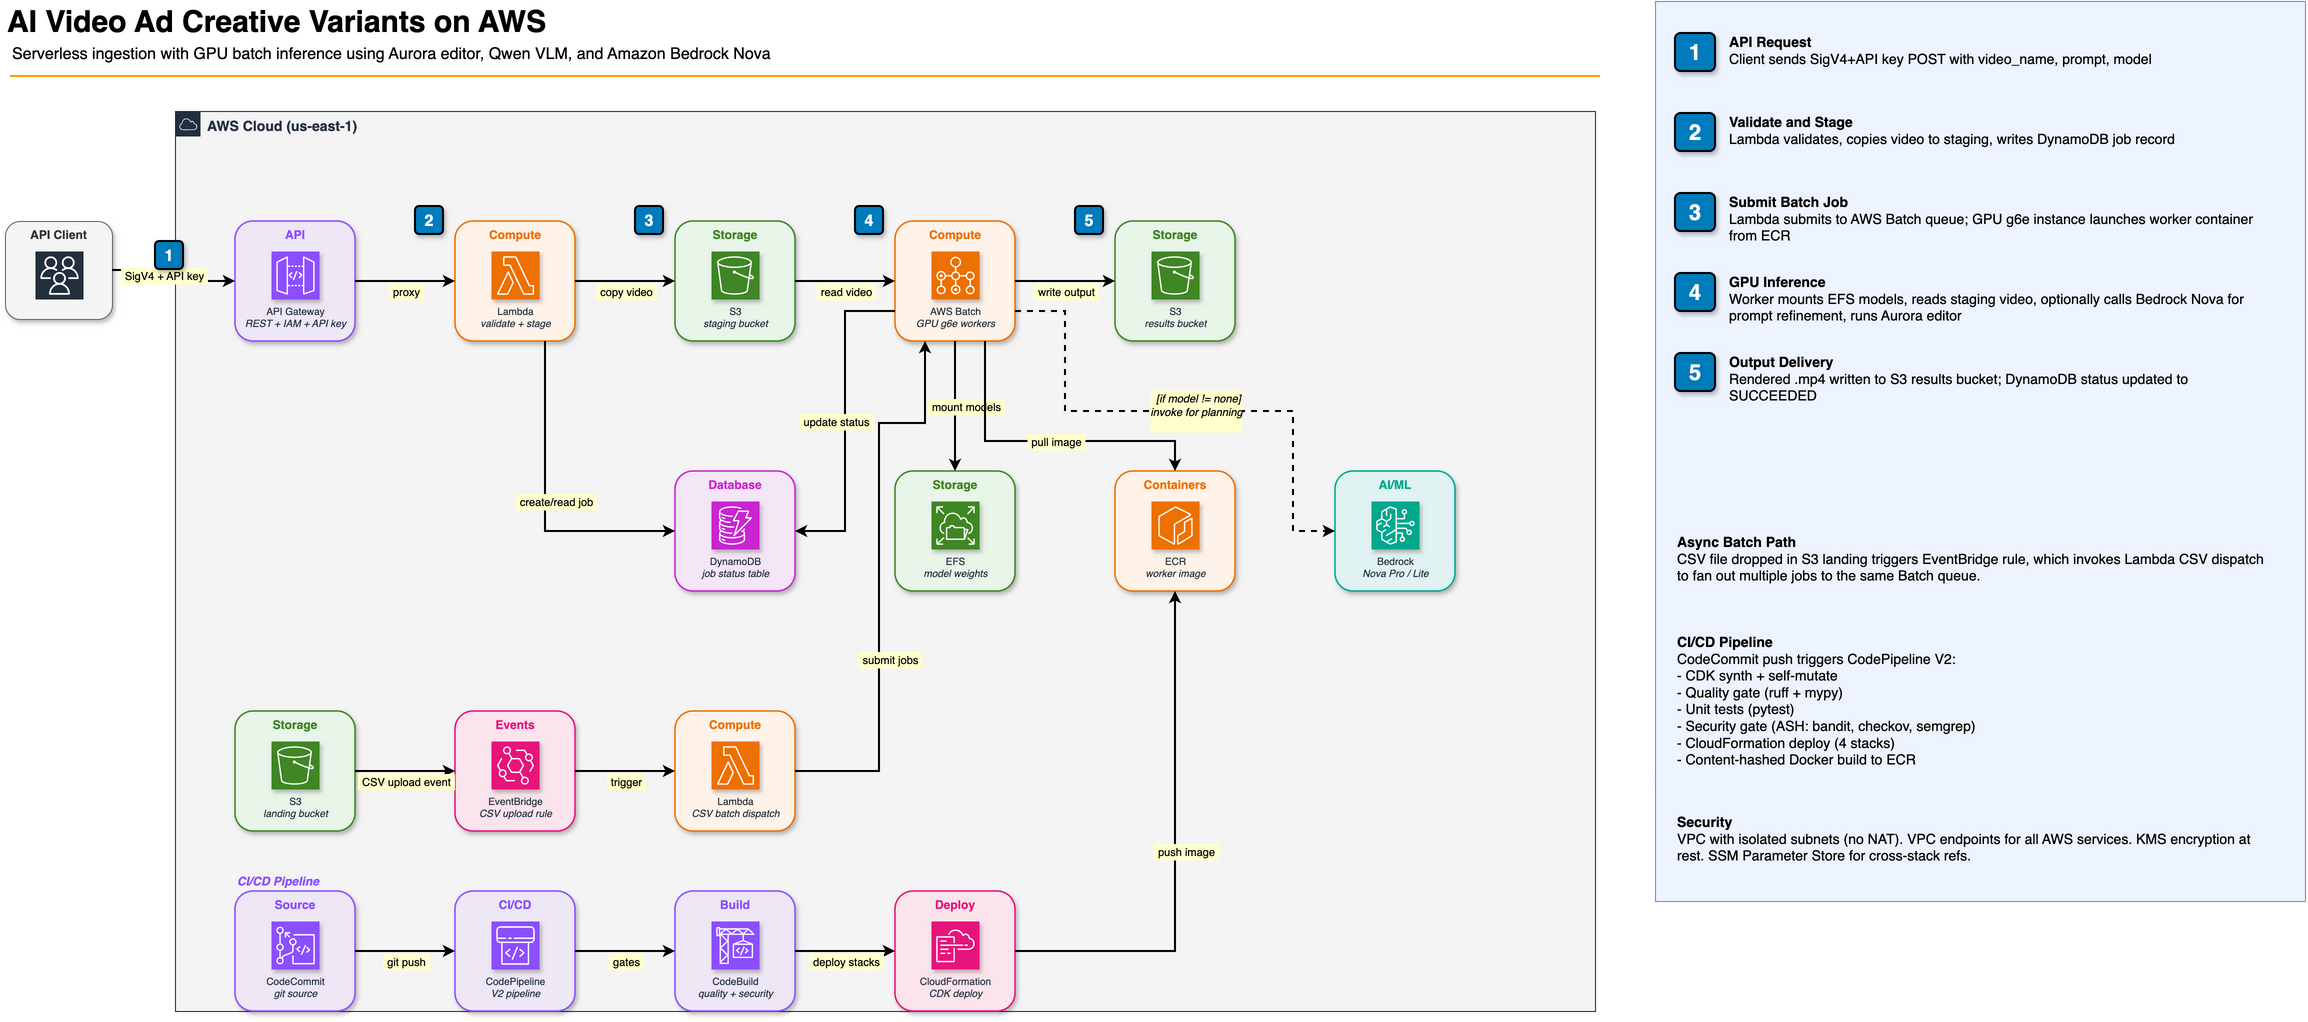 AI Video Ad Creative Variants on AWS
Serverless ingestion with GPU batch inference using Aurora editor, Qwen VLM, and Amazon Bedrock Nova
AWS Cloud (us-east-1)
API Client
1
SigV4 + API key
API
API Gateway
REST + IAM + API key
proxy
2
Compute
Lambda
validate + stage
copy video
3
Storage
S3
staging bucket
read video
4
Compute
AWS Batch
GPU g6e workers
write output
5
Storage
S3
results bucket
[if model != none]
invoke for planning
mount models
update status
pull image
create/read job
Database
DynamoDB
job status table
Storage
EFS
model weights
Containers
ECR
worker image
AI/ML
Bedrock
Nova Pro / Lite
submit jobs
Storage
S3
landing bucket
CSV upload event
Events
EventBridge
CSV upload rule
trigger
Compute
Lambda
CSV batch dispatch
push image
CI/CD Pipeline
Source
CodeCommit
git source
git push
CI/CD
CodePipeline
V2 pipeline
gates
Build
CodeBuild
quality + security
deploy stacks
Deploy
CloudFormation
CDK deploy
1
API Request
Client sends SigV4+API key POST with video_name, prompt, model
2
Validate and Stage
Lambda validates, copies video to staging, writes DynamoDB job record
3
Submit Batch Job
Lambda submits to AWS Batch queue; GPU g6e instance launches worker container
from ECR
4
GPU Inference
Worker mounts EFS models, reads staging video, optionally calls Bedrock Nova for
prompt refinement, runs Aurora editor
5
Output Delivery
Rendered .mp4 written to S3 results bucket; DynamoDB status updated to
SUCCEEDED
Async Batch Path
CSV file dropped in S3 landing triggers EventBridge rule, which invokes Lambda CSV dispatch
to fan out multiple jobs to the same Batch queue.
CI/CD Pipeline
CodeCommit push triggers CodePipeline V2:
- CDK synth + self-mutate
- Quality gate (ruff + mypy)
- Unit tests (pytest)
- Security gate (ASH: bandit, checkov, semgrep)
- CloudFormation deploy (4 stacks)
- Content-hashed Docker build to ECR
Security
VPC with isolated subnets (no NAT). VPC endpoints for all AWS services. KMS encryption at
rest. SSM Parameter Store for cross-stack refs.